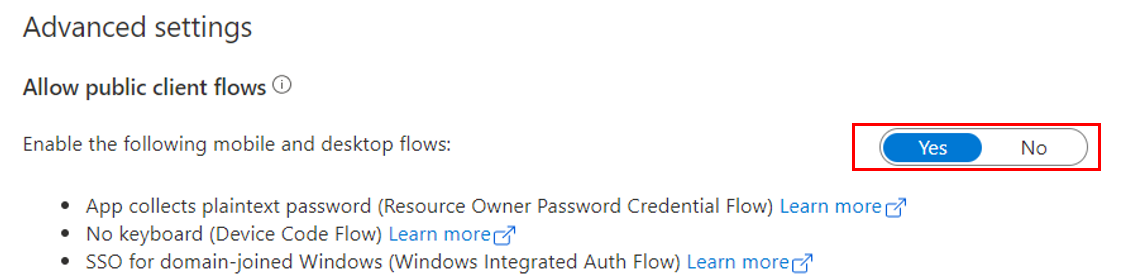 Advanced settings
Allow public client flows
Enable the following mobile and desktop flows:
Yes No
App collects plaintext password (Resource Owner Password Credential Flow) Learn more
No keyboard (Device Code Flow) Learn more
SSO for domain-joined Windows (Windows Integrated Auth Flow) Learn more